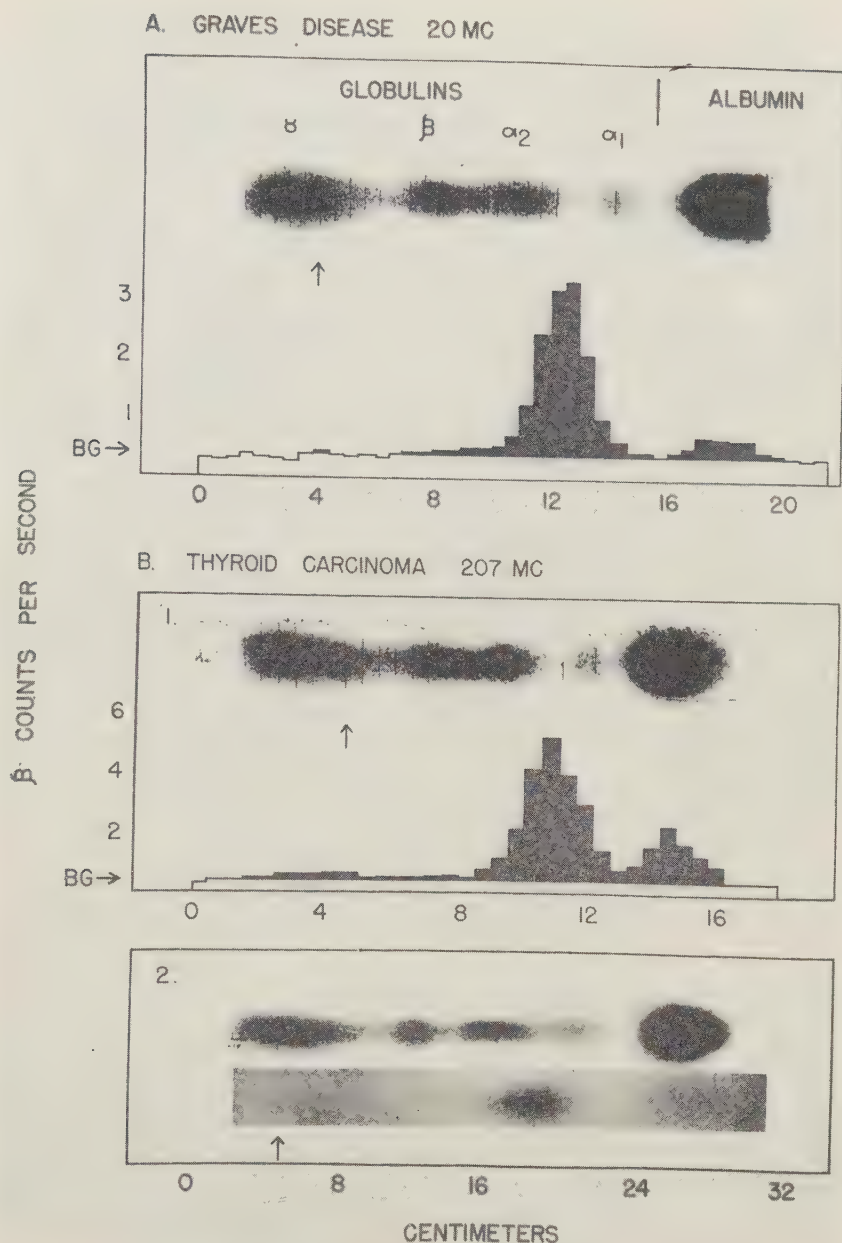 A. GRAVES DISEASE 20 MC
GLOBULINS
ALBUMIN
γ β α2 α1
3
2
1
BG→
0 4 8 12 16 20
β COUNTS PER SECOND
B. THYROID CARCINOMA 207 MC
1.
6
4
2
BG→
0 4 8 12 16
2.
0 8 16 24 32
CENTIMETERS